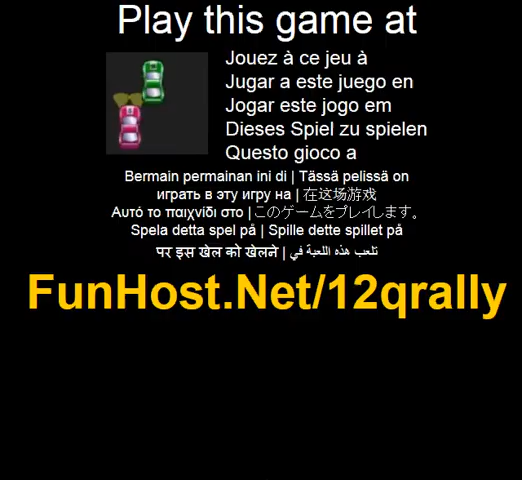 Play this game at
Jouez à ce jeu à
Jugar a este juego en
Jogar este jogo em
Dieses Spiel zu spielen
Questo gioco a
Bermain permainan ini di | Tässä pelissä on
играть в эту игру на | 在这场游戏
Αυτό το παιχνίδι στο | このゲームをプレイします。
Spela detta spel på | Spille dette spillet på
पर इस खेल को खेलने | تلعب هذه اللعبة في
FunHost.Net/12qrally